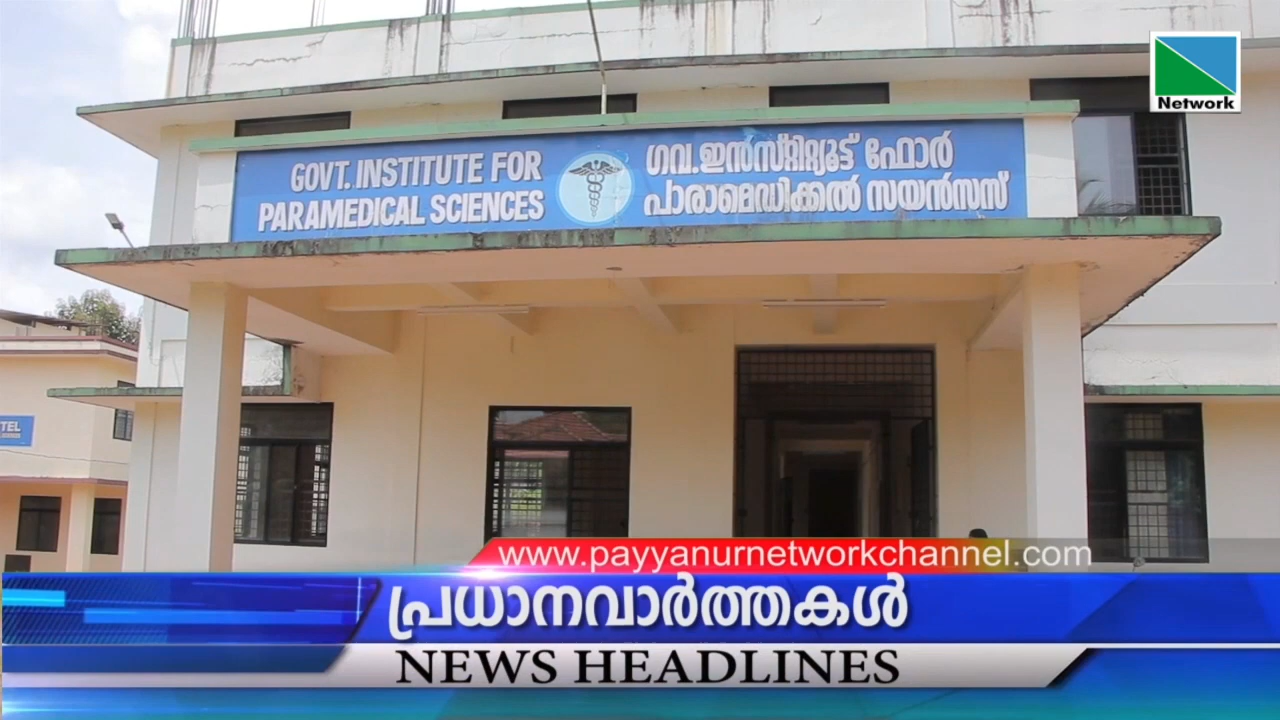 Network
GOVT. INSTITUTE FOR
PARAMEDICAL SCIENCES
ഗവ.ഇൻസ്റ്റിറ്റ്യൂട്ട് ഫോർ
പാരാമെഡിക്കൽ സയൻസസ്
TEL
www.payyanurnetworkchannel.com
പ്രധാനവാർത്തകൾ
NEWS HEADLINES